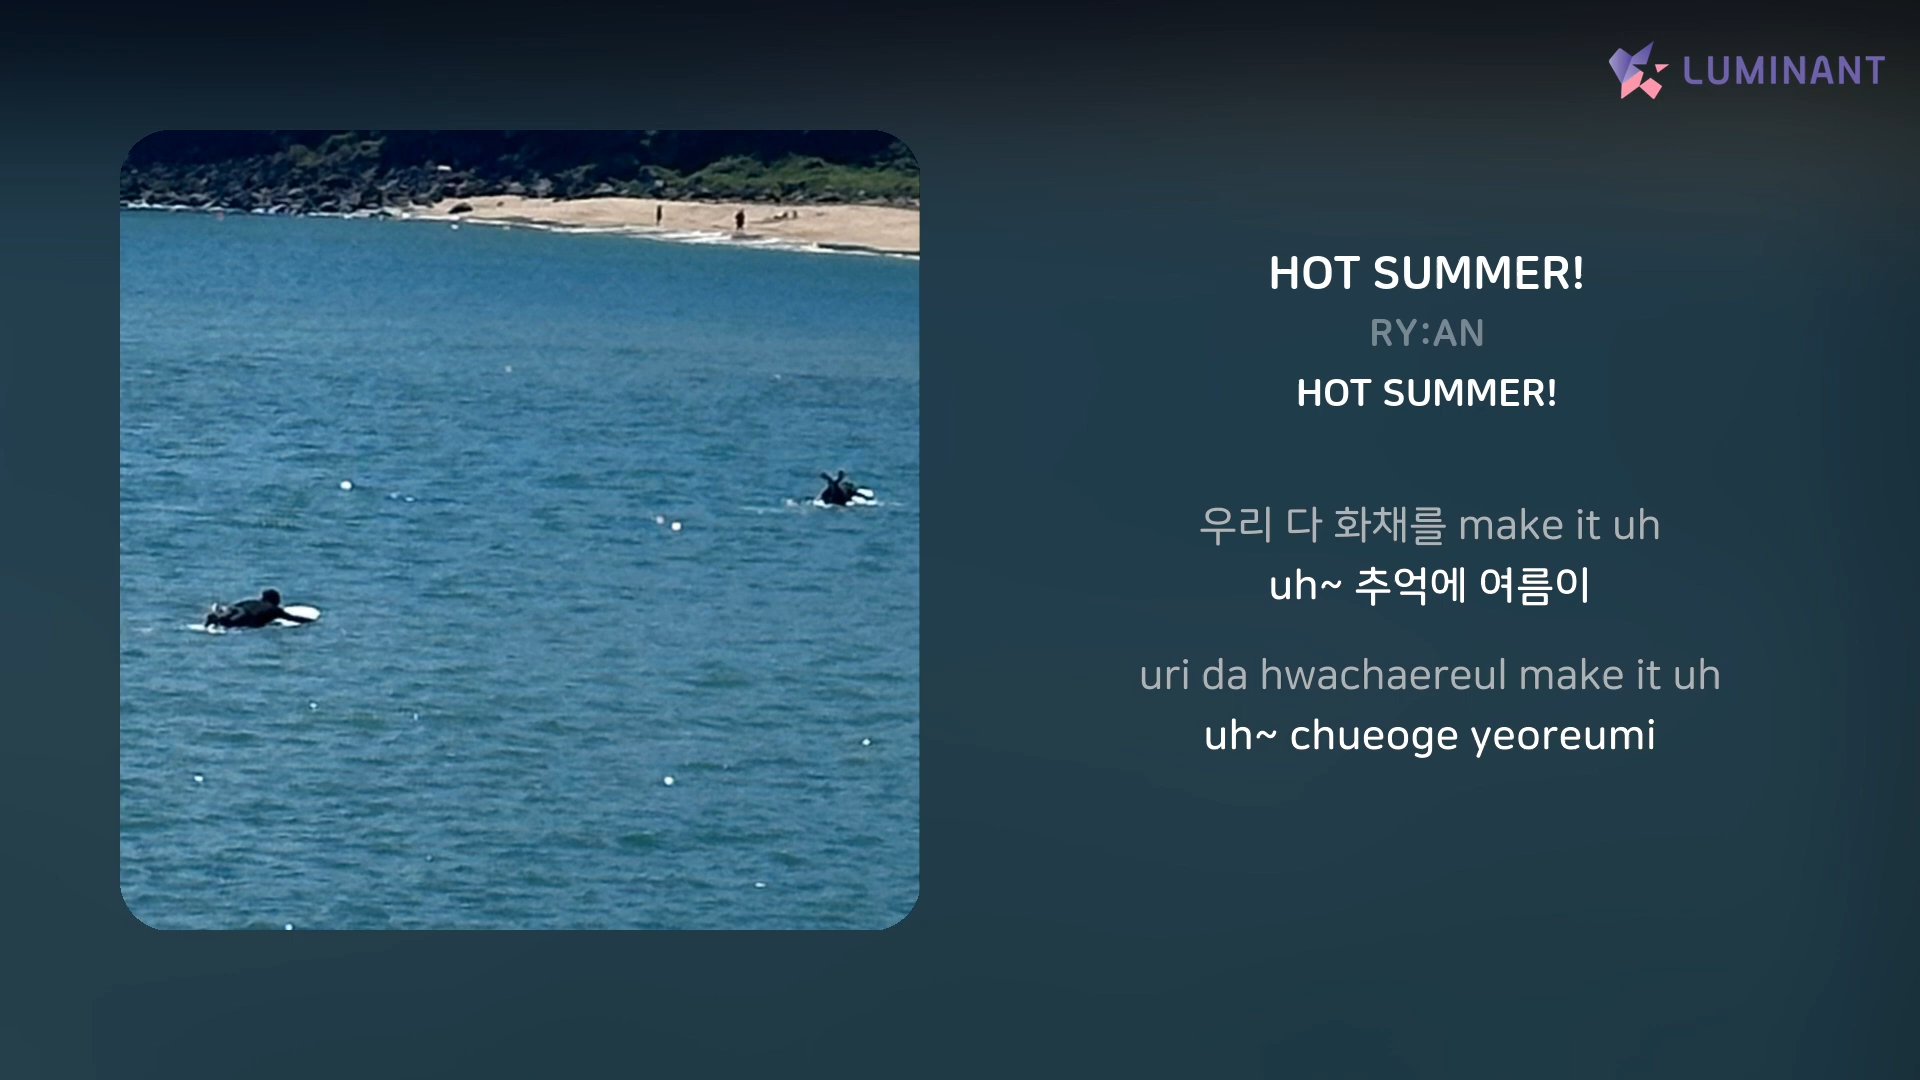 LUMINANT
HOT SUMMER!
RY:AN
HOT SUMMER!
우리 다 화채를 make it uh
uh~ 추억에 여름이
uri da hwachaereul make it uh
uh~ chueoge yeoreumi